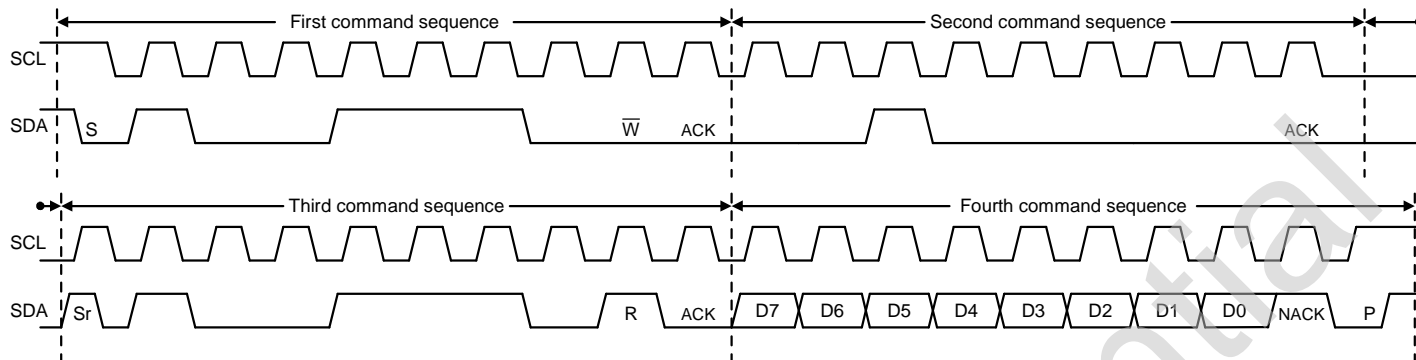 First command sequence Second command sequence
SCL
SDA S W̅ ACK ACK
Third command sequence Fourth command sequence
SCL
SDA Sr R ACK D7 D6 D5 D4 D3 D2 D1 D0 NACK P